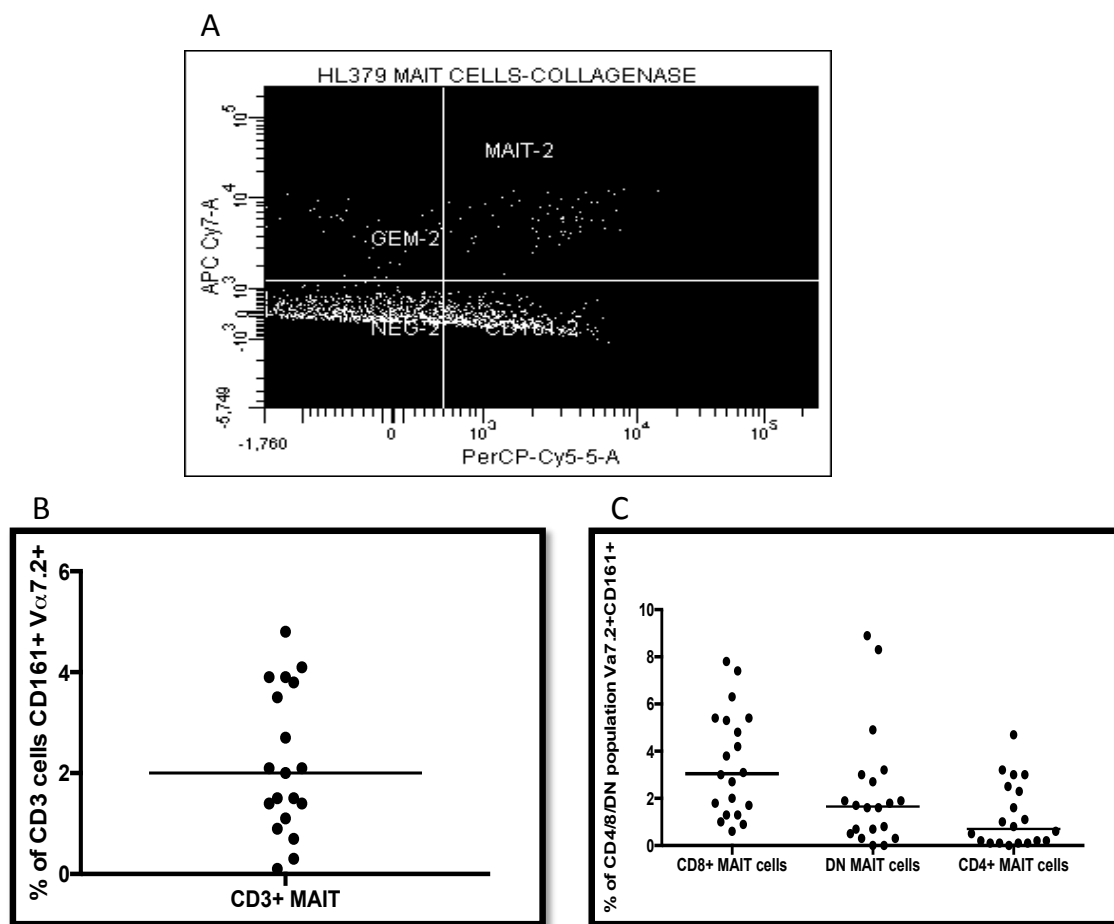 A
HL379 MAIT CELLS-COLLAGENASE
APC Cy7-A
10^5
10^4
10^3
0
-10^3
-5,749
MAIT-2
GEM-2
NEG-2
CD161-2
-1,760
0
10^3
10^4
10^5
PerCP-Cy5-5-A
B
% of CD3 cells CD161+ Vα7.2+
6
4
2
0
CD3+ MAIT
C
% of CD4/8/DN population Va7.2+CD161+
10
8
6
4
2
0
CD8+ MAIT cells
DN MAIT cells
CD4+ MAIT cells